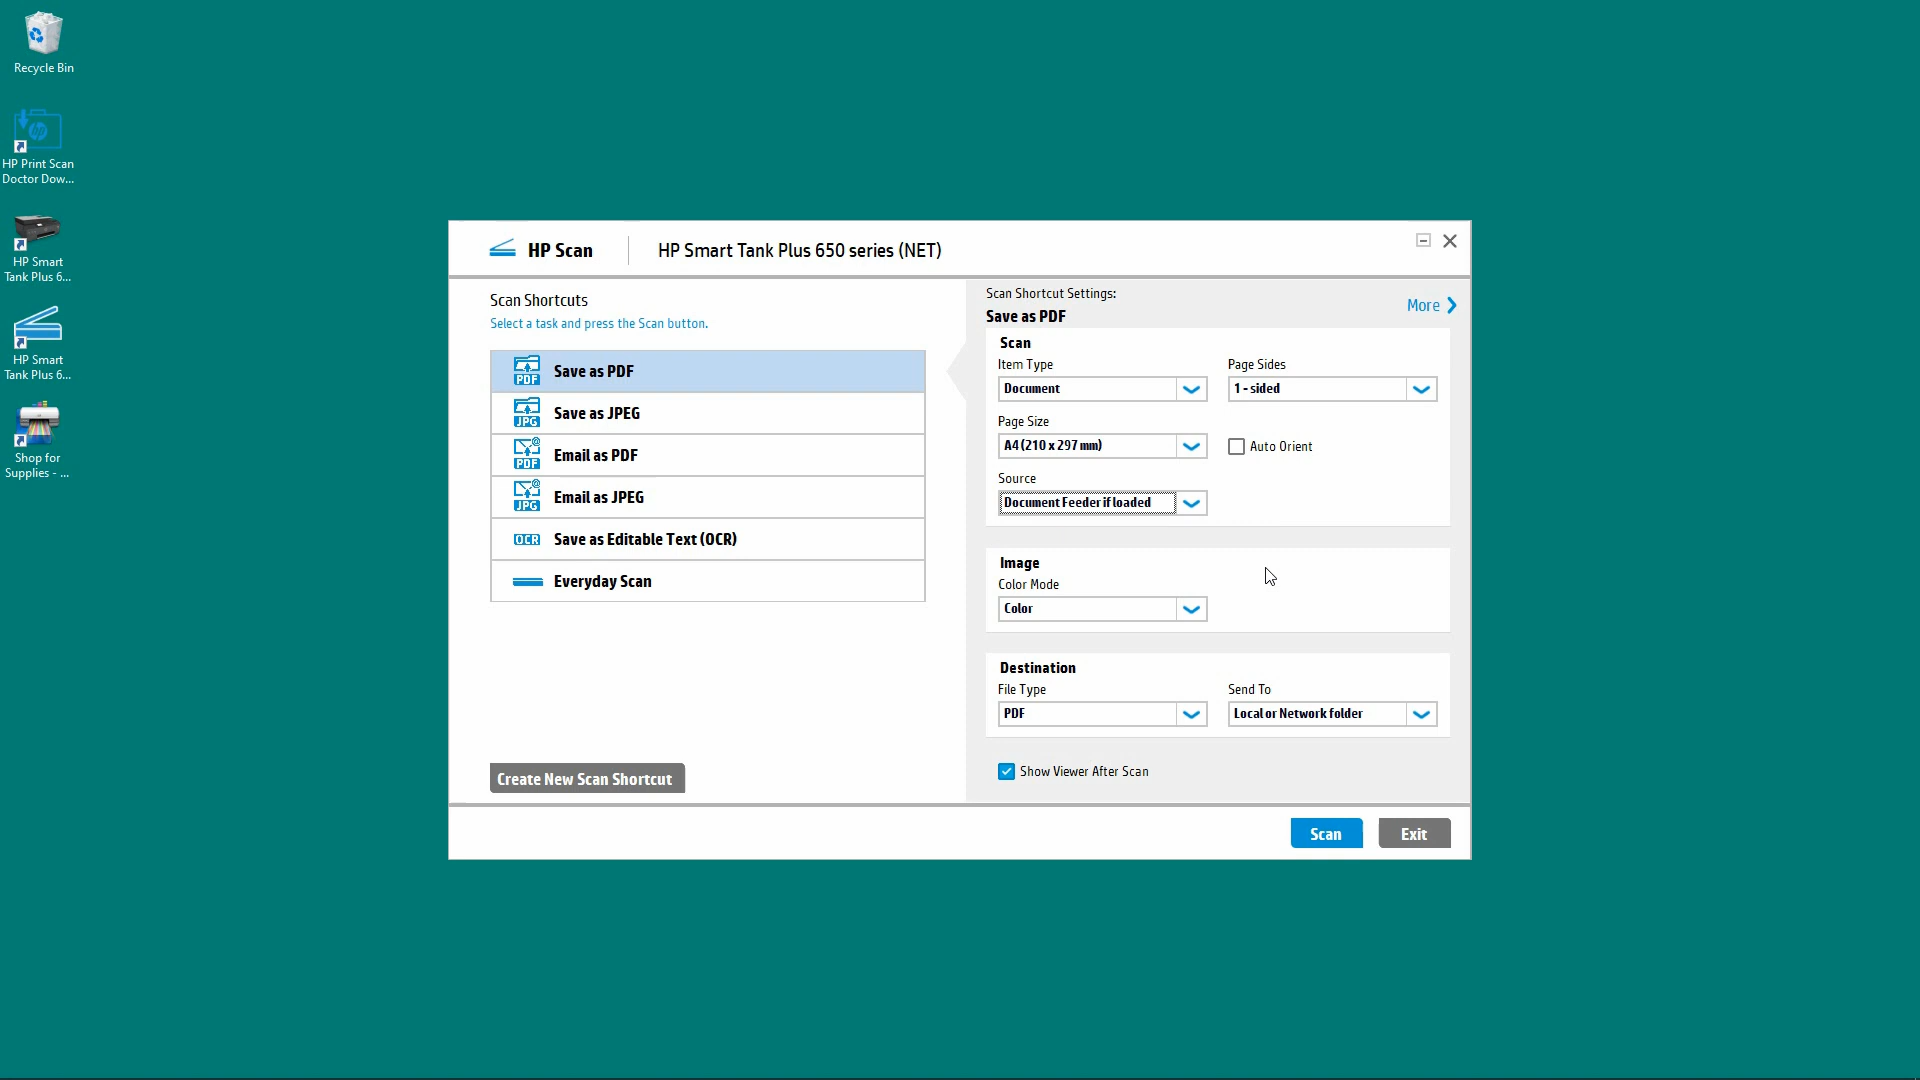 Recycle Bin
HP Print Scan
Doctor Dow...
HP Smart
Tank Plus 6...
HP Smart
Tank Plus 6...
Shop for
Supplies - ...
HP Scan
HP Smart Tank Plus 650 series (NET)
Scan Shortcuts
Select a task and press the Scan button.
PDF
Save as PDF
JPG
Save as JPEG
PDF
Email as PDF
JPG
Email as JPEG
OCR
Save as Editable Text (OCR)
Everyday Scan
Create New Scan Shortcut
Scan Shortcut Settings:
More
Save as PDF
Scan
Item Type
Page Sides
Document
1 - sided
Page Size
A4 (210 x 297 mm)
Auto Orient
Source
Document Feeder if loaded
Image
Color Mode
Color
Destination
File Type
Send To
PDF
Local or Network folder
Show Viewer After Scan
Scan
Exit